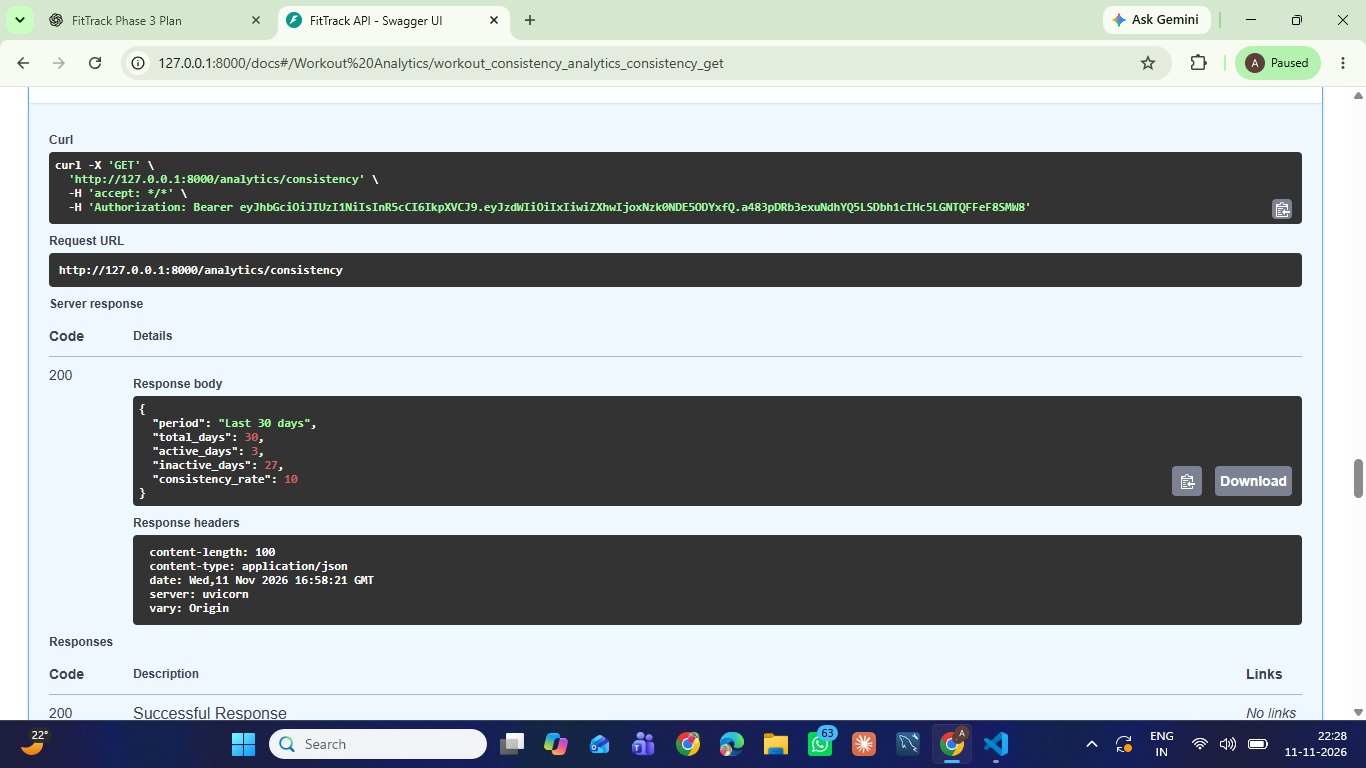 FitTrack Phase 3 Plan
FitTrack API - Swagger UI
Ask Gemini
127.0.0.1:8000/docs#/Workout%20Analytics/workout_consistency_analytics_consistency_get
A
Paused
Curl
curl -X 'GET' \
'http://127.0.0.1:8000/analytics/consistency' \
-H 'accept: */*' \
-H 'Authorization: Bearer eyJhbGciOiJIUzI1NiIsInR5cCI6IkpXVCJ9.eyJzdWIiOiIxIiwiZXhwIjoxNzk0NDE5ODYxfQ.a483pDRb3exuNdhYQ5LSDbh1cIHc5LGNTQFFeF8SMW8'
Request URL
http://127.0.0.1:8000/analytics/consistency
Server response
Code Details
200
Response body
{
"period": "Last 30 days",
"total_days": 30,
"active_days": 3,
"inactive_days": 27,
"consistency_rate": 10
}
Download
Response headers
content-length: 100
content-type: application/json
date: Wed,11 Nov 2026 16:58:21 GMT
server: uvicorn
vary: Origin
Responses
Code Description Links
200 Successful Response No links
22°
Search
63
A
ENG
IN
22:28
11-11-2026